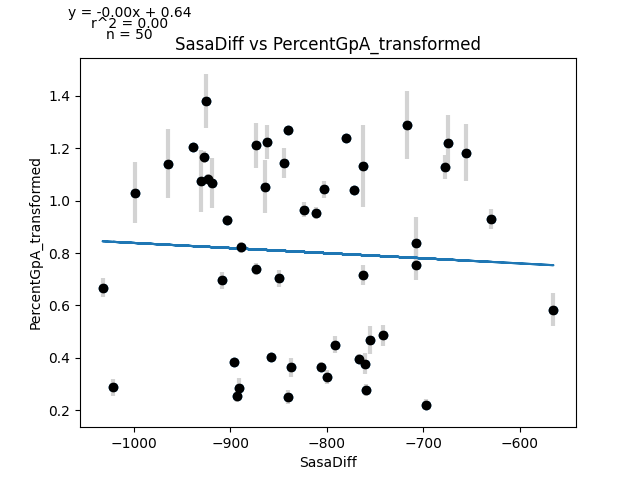 y = -0.00x + 0.64
r^2 = 0.00
n = 50
SasaDiff vs PercentGpA_transformed
PercentGpA_transformed
1.4
1.2
1.0
0.8
0.6
0.4
0.2
−1000 −900 −800 −700 −600
SasaDiff